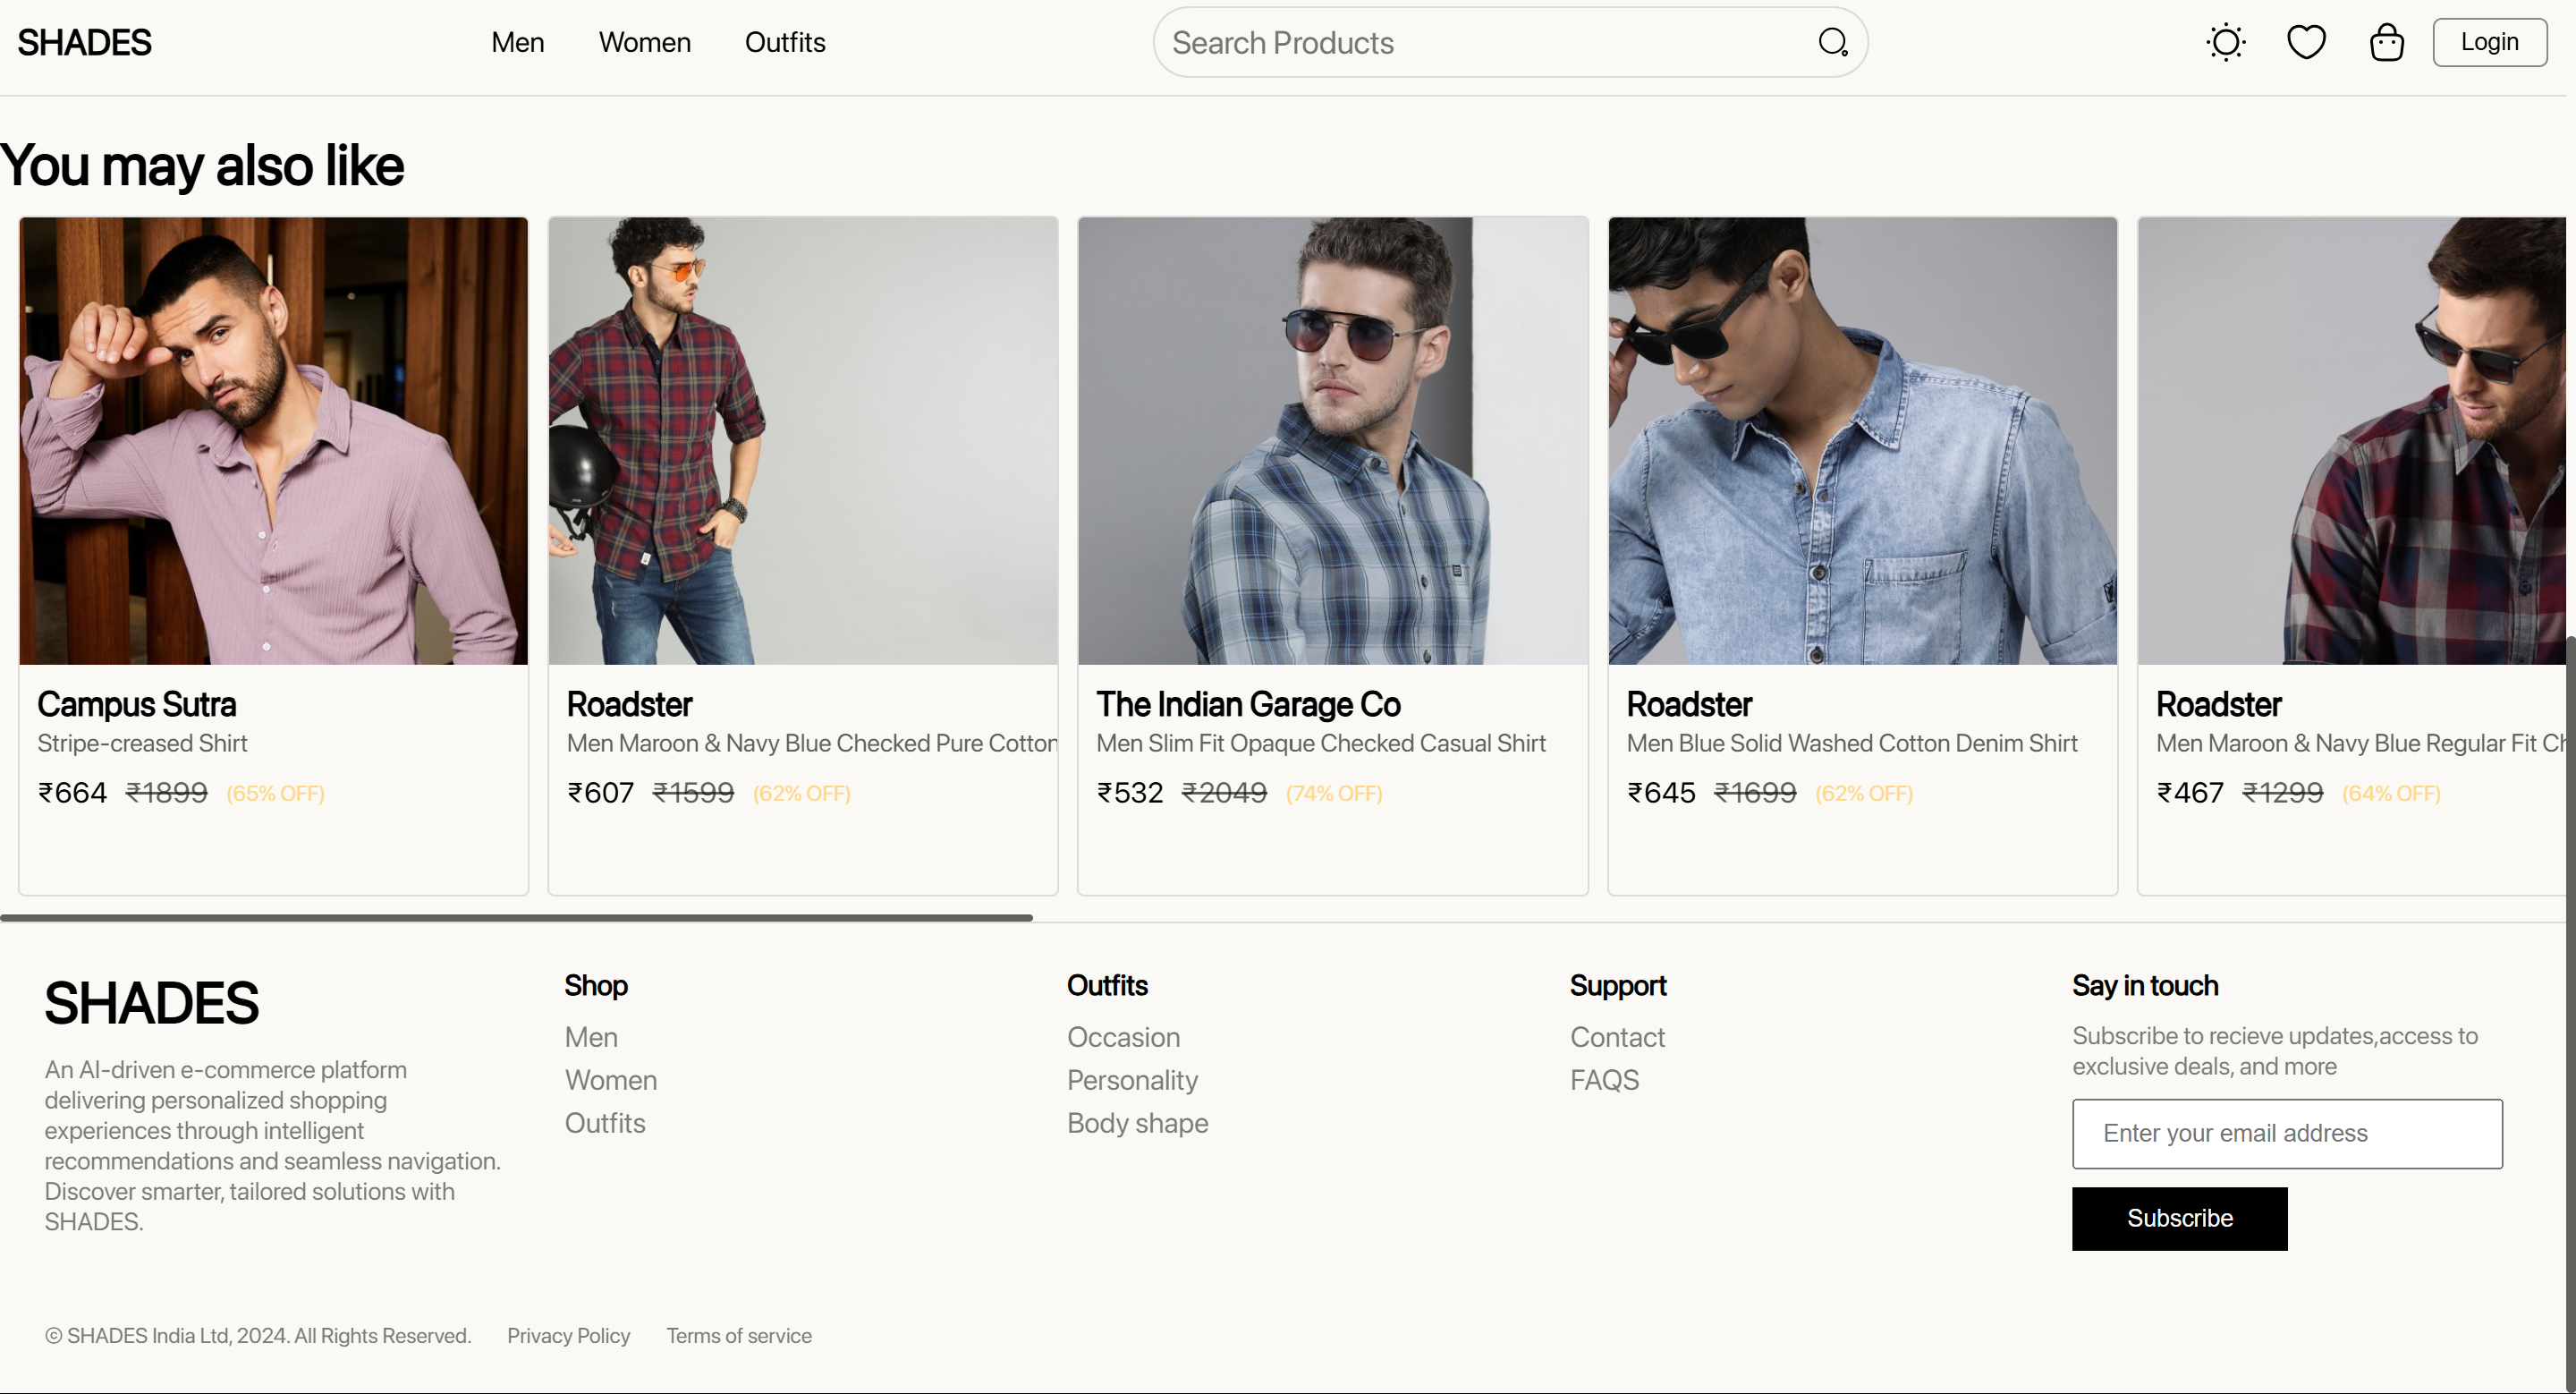 SHADES
Men Women Outfits
Search Products
Login
You may also like
Campus Sutra
Stripe-creased Shirt
₹664 ₹1899 (65% OFF)
Roadster
Men Maroon & Navy Blue Checked Pure Cotton
₹607 ₹1599 (62% OFF)
The Indian Garage Co
Men Slim Fit Opaque Checked Casual Shirt
₹532 ₹2049 (74% OFF)
Roadster
Men Blue Solid Washed Cotton Denim Shirt
₹645 ₹1699 (62% OFF)
Roadster
Men Maroon & Navy Blue Regular Fit
₹467 ₹1299 (64% OFF)
SHADES
An AI-driven e-commerce platform
delivering personalized shopping
experiences through intelligent
recommendations and seamless navigation.
Discover smarter, tailored solutions with
SHADES.
Shop
Men
Women
Outfits
Outfits
Occasion
Personality
Body shape
Support
Contact
FAQS
Say in touch
Subscribe to recieve updates,access to
exclusive deals, and more
Enter your email address
Subscribe
© SHADES India Ltd, 2024. All Rights Reserved. Privacy Policy Terms of service